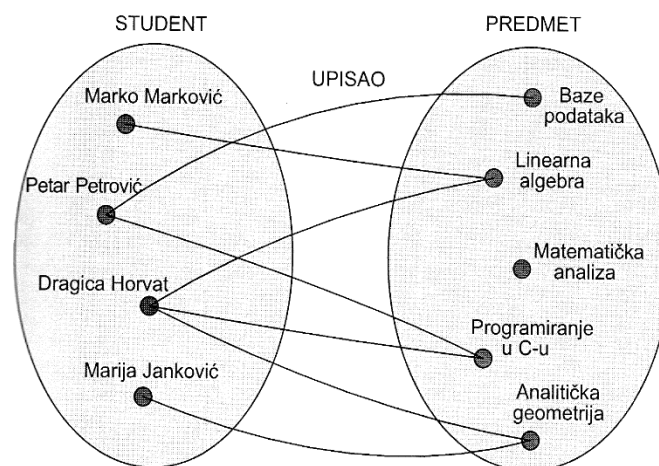 STUDENT
PREDMET
UPISAO
Marko Marković
Petar Petrović
Dragica Horvat
Marija Janković
Baze
podataka
Linearna
algebra
Matematička
analiza
Programiranje
u C-u
Analitička
geometrija